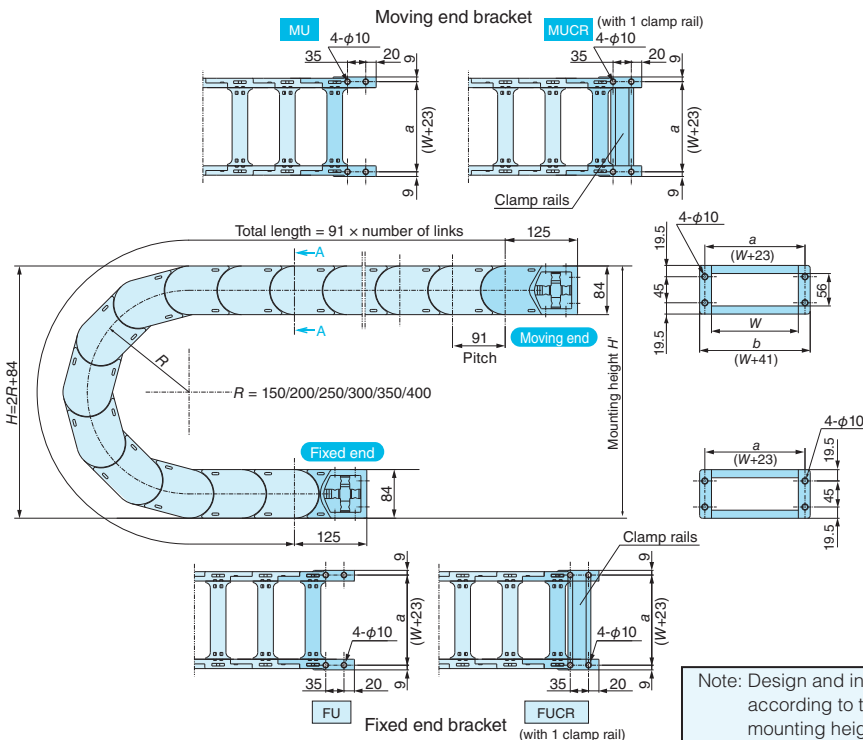 Moving end bracket
MU
4-φ10
35
20
9
a
(W+23)
9
MUCR
(with 1 clamp rail)
4-φ10
35
20
9
a
(W+23)
9
Clamp rails
Total length = 91 × number of links
125
A
A
84
91
Pitch
Moving end
H=2R+84
R
R = 150/200/250/300/350/400
Mounting height H'
Fixed end
84
125
4-φ10
a
(W+23)
19.5
45
19.5
56
W
b
(W+41)
4-φ10
a
(W+23)
19.5
45
19.5
9
a
(W+23)
9
4-φ10
35
20
FU
Clamp rails
9
a
(W+23)
9
4-φ10
35
20
FUCR
(with 1 clamp rail)
Fixed end bracket
Note: Design and in
according to t
mounting heig